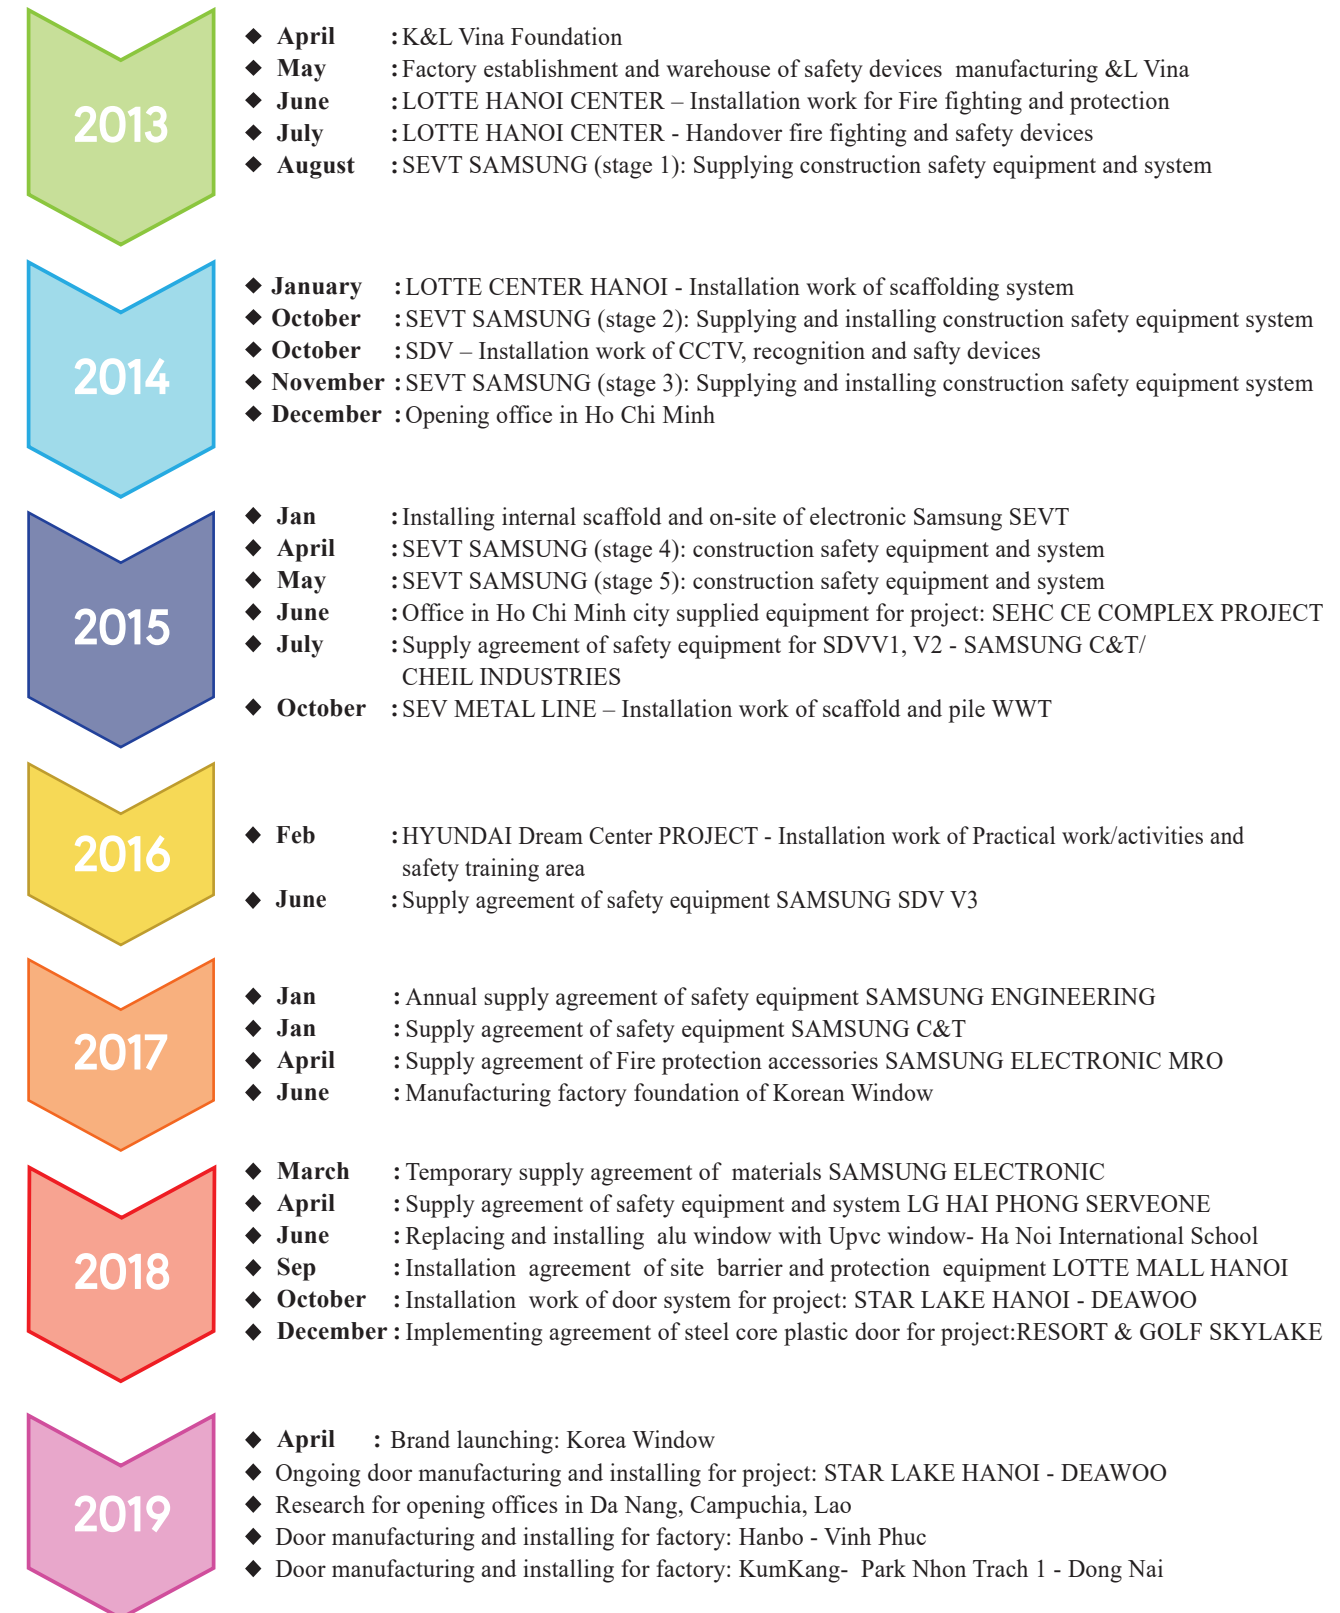 2013
◆ April : K&L Vina Foundation
◆ May : Factory establishment and warehouse of safety devices manufacturing &L Vina
◆ June : LOTTE HANOI CENTER – Installation work for Fire fighting and protection
◆ July : LOTTE HANOI CENTER - Handover fire fighting and safety devices
◆ August : SEVT SAMSUNG (stage 1): Supplying construction safety equipment and system
2014
◆ January : LOTTE CENTER HANOI - Installation work of scaffolding system
◆ October : SEVT SAMSUNG (stage 2): Supplying and installing construction safety equipment system
◆ October : SDV – Installation work of CCTV, recognition and safty devices
◆ November : SEVT SAMSUNG (stage 3): Supplying and installing construction safety equipment system
◆ December : Opening office in Ho Chi Minh
2015
◆ Jan : Installing internal scaffold and on-site of electronic Samsung SEVT
◆ April : SEVT SAMSUNG (stage 4): construction safety equipment and system
◆ May : SEVT SAMSUNG (stage 5): construction safety equipment and system
◆ June : Office in Ho Chi Minh city supplied equipment for project: SEHC CE COMPLEX PROJECT
◆ July : Supply agreement of safety equipment for SDVV1, V2 - SAMSUNG C&T/
CHEIL INDUSTRIES
◆ October : SEV METAL LINE – Installation work of scaffold and pile WWT
2016
◆ Feb : HYUNDAI Dream Center PROJECT - Installation work of Practical work/activities and
safety training area
◆ June : Supply agreement of safety equipment SAMSUNG SDV V3
2017
◆ Jan : Annual supply agreement of safety equipment SAMSUNG ENGINEERING
◆ Jan : Supply agreement of safety equipment SAMSUNG C&T
◆ April : Supply agreement of Fire protection accessories SAMSUNG ELECTRONIC MRO
◆ June : Manufacturing factory foundation of Korean Window
2018
◆ March : Temporary supply agreement of materials SAMSUNG ELECTRONIC
◆ April : Supply agreement of safety equipment and system LG HAI PHONG SERVEONE
◆ June : Replacing and installing alu window with Upvc window- Ha Noi International School
◆ Sep : Installation agreement of site barrier and protection equipment LOTTE MALL HANOI
◆ October : Installation work of door system for project: STAR LAKE HANOI - DEAWOO
◆ December : Implementing agreement of steel core plastic door for project:RESORT & GOLF SKYLAKE
2019
◆ April : Brand launching: Korea Window
◆ Ongoing door manufacturing and installing for project: STAR LAKE HANOI - DEAWOO
◆ Research for opening offices in Da Nang, Campuchia, Lao
◆ Door manufacturing and installing for factory: Hanbo - Vinh Phuc
◆ Door manufacturing and installing for factory: KumKang- Park Nhon Trach 1 - Dong Nai